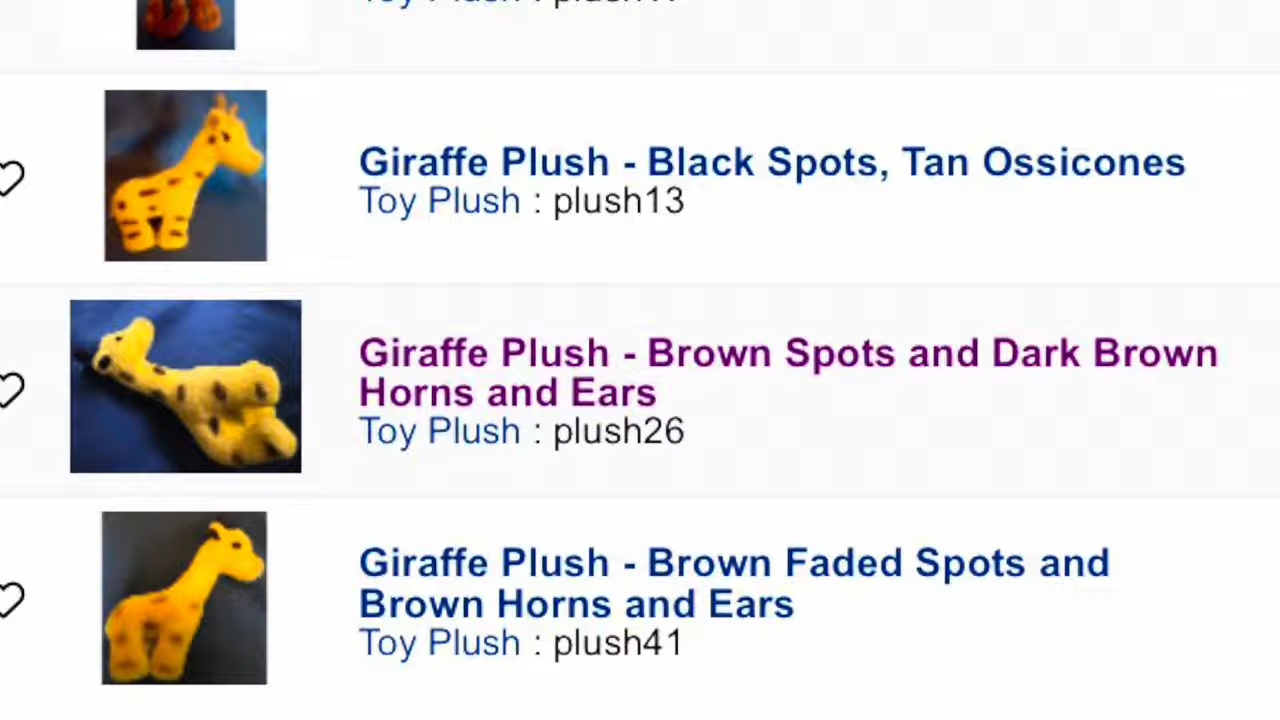 Giraffe Plush - Black Spots, Tan Ossicones
Toy Plush : plush13
Giraffe Plush - Brown Spots and Dark Brown
Horns and Ears
Toy Plush : plush26
Giraffe Plush - Brown Faded Spots and
Brown Horns and Ears
Toy Plush : plush41